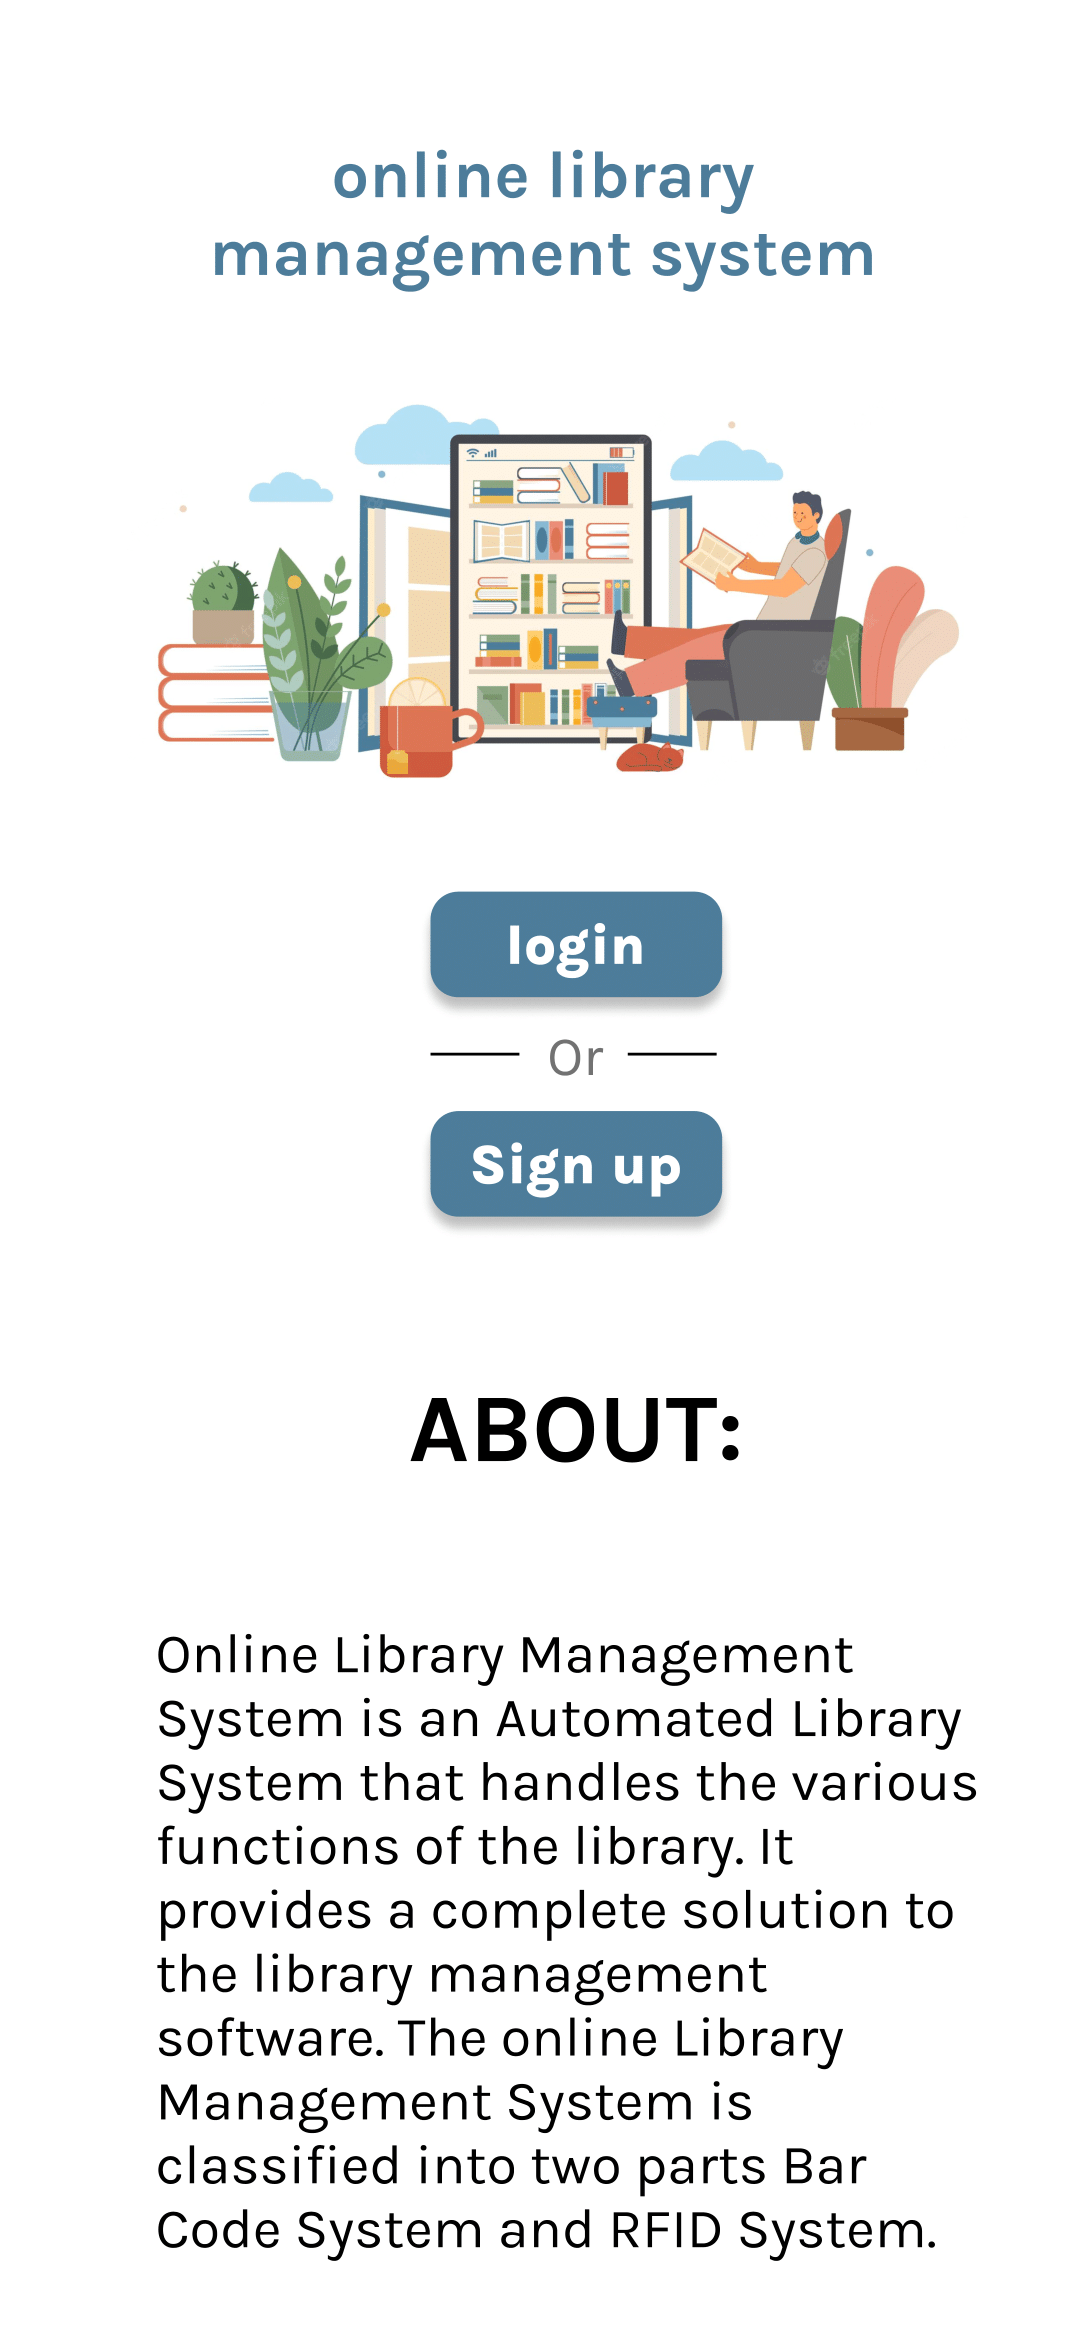 online library
management system
login
Or
Sign up
ABOUT:
Online Library Management
System is an Automated Library
System that handles the various
functions of the library. It
provides a complete solution to
the library management
software. The online Library
Management System is
classified into two parts Bar
Code System and RFID System.